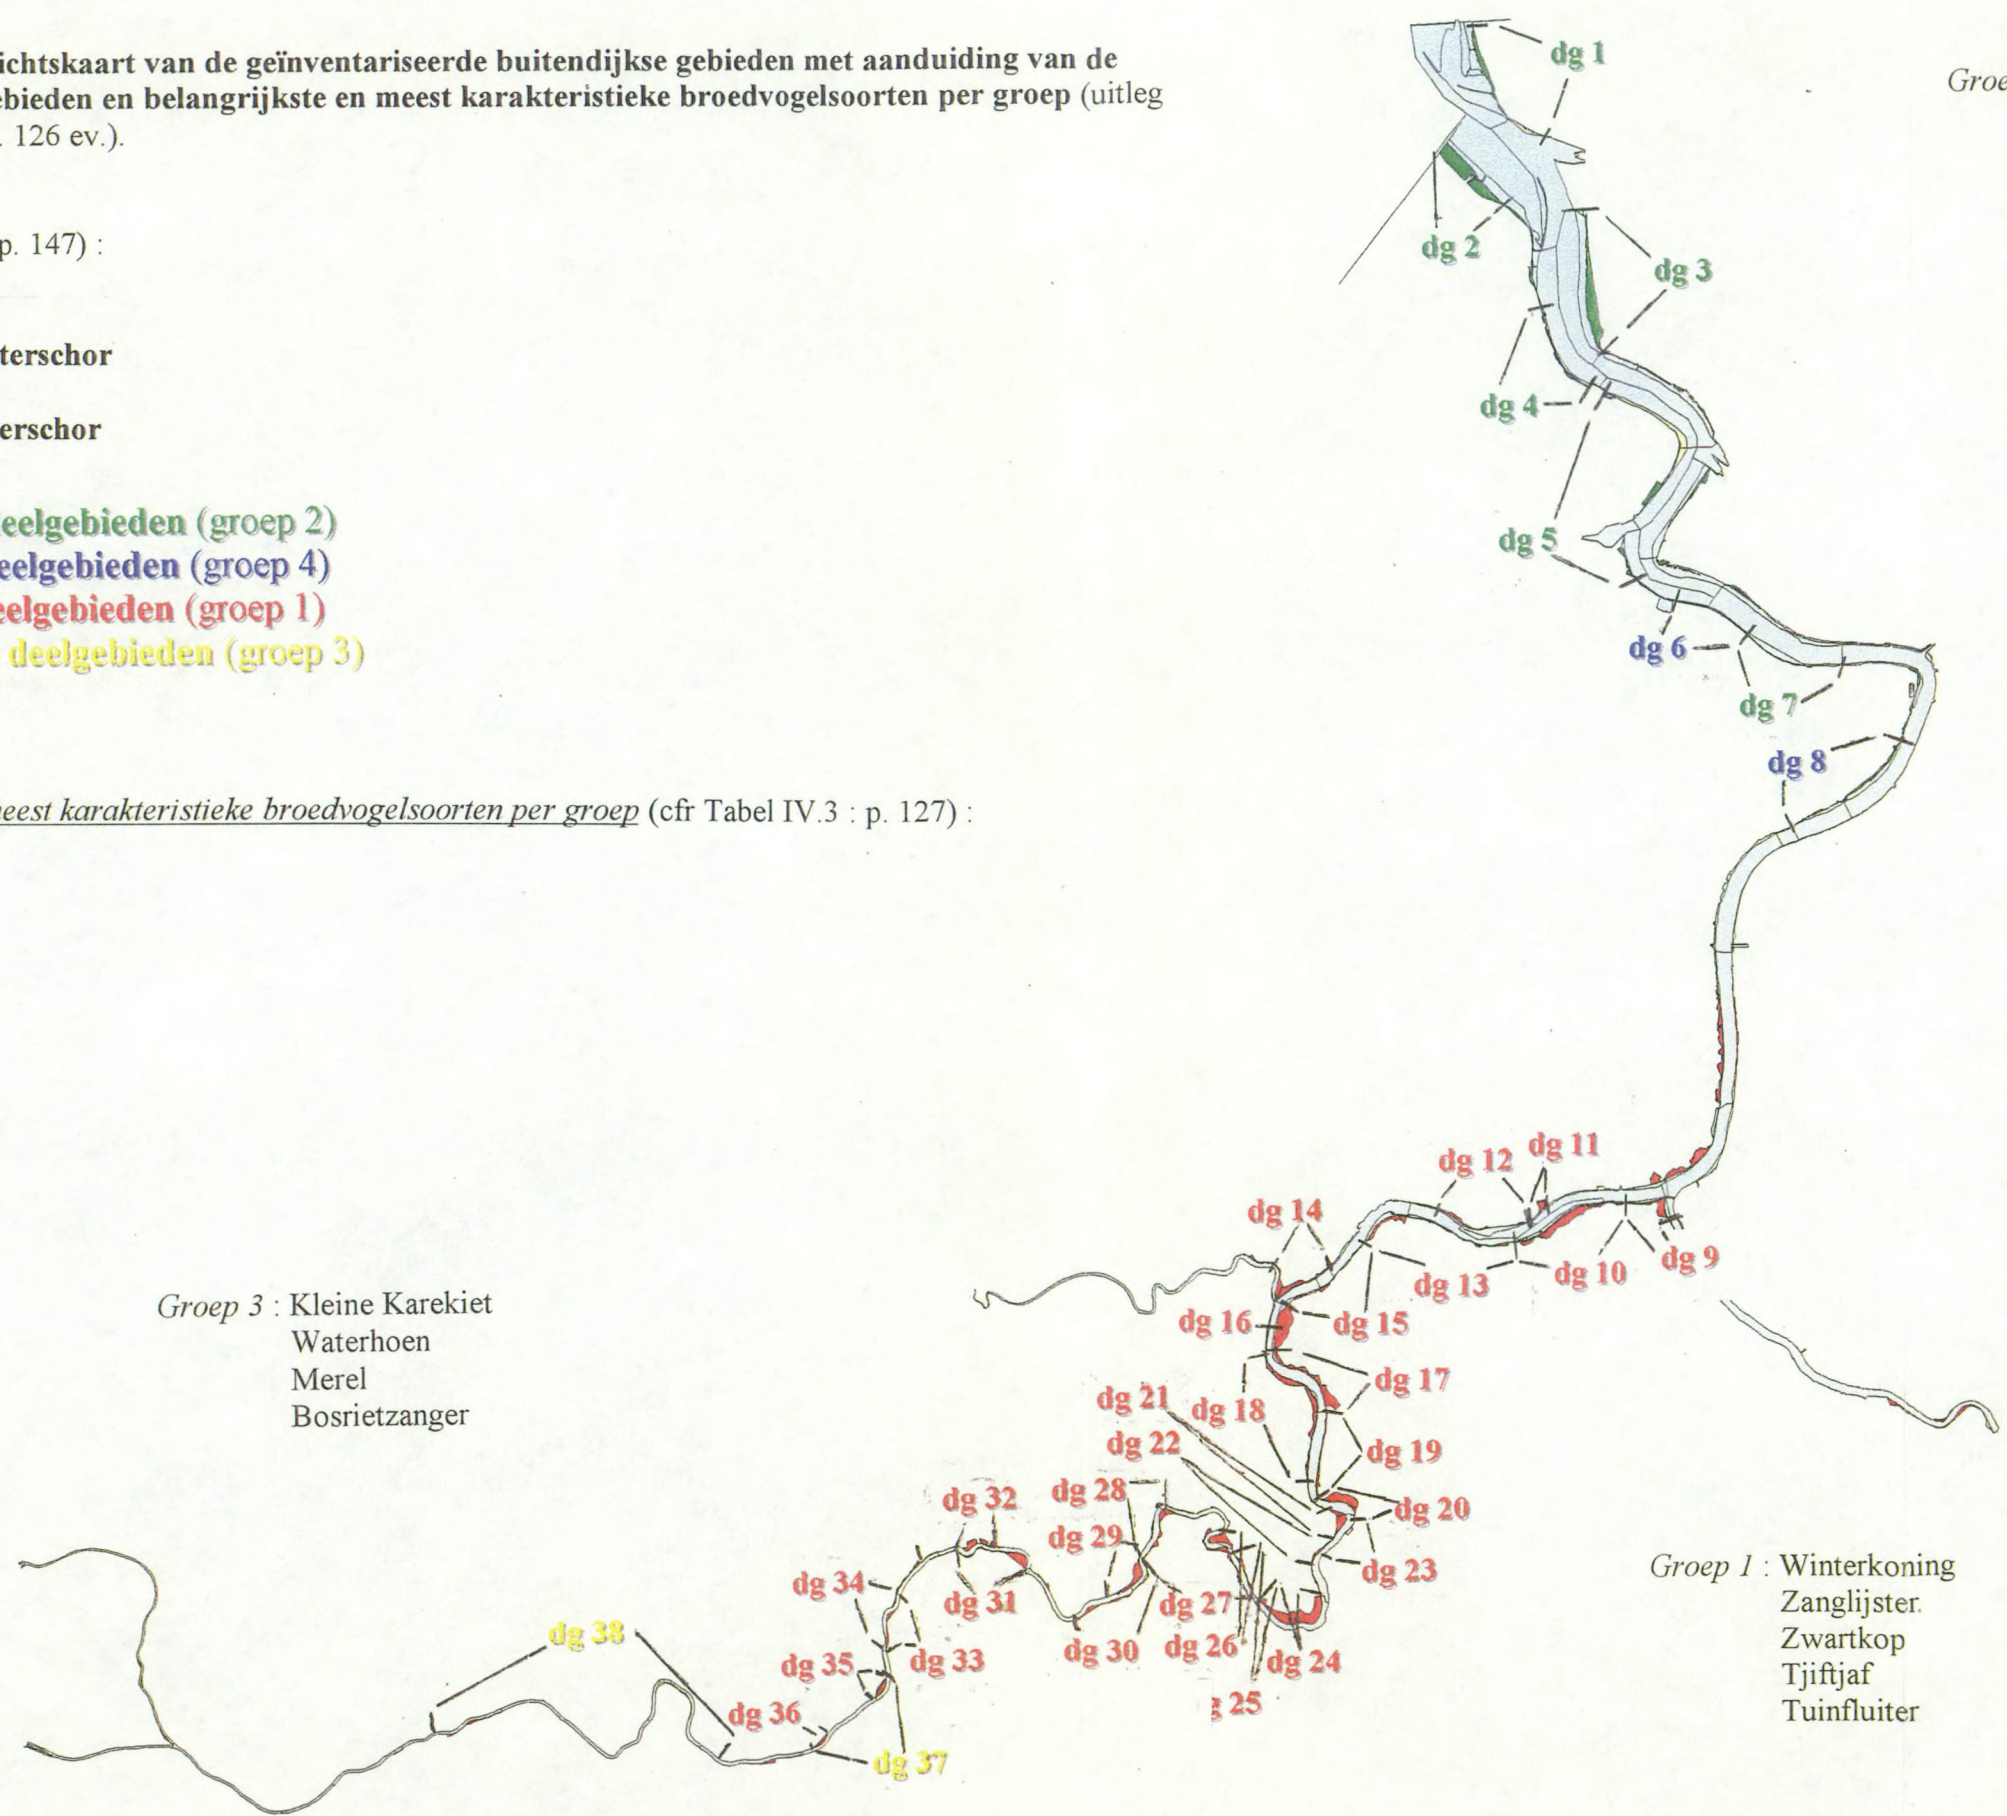 ichtskaart van de geïnventariseerde buitendijkse gebieden met aanduiding van de
ebieden en belangrijkste en meest karakteristieke broedvogelsoorten per groep (uitleg
. 126 ev.).
p. 147) :
terschor
erschor
eelgebieden (groep 2)
eelgebieden (groep 4)
eelgebieden (groep 1)
deelgebieden (groep 3)
eest karakteristieke broedvogelsoorten per groep (cfr Tabel IV.3 : p. 127) :
Groe
dg 1
dg 2
dg 3
dg 4
dg 5
dg 6
dg 7
dg 8
dg 11
dg 12
dg 14
dg 9
dg 10
dg 13
dg 16
dg 15
dg 17
dg 21
dg 18
dg 22
dg 19
dg 28
dg 32
dg 20
dg 29
dg 23
dg 34
dg 31
dg 27
dg 30
dg 26
dg 24
dg 35
dg 33
dg 38
g 25
dg 36
dg 37
Groep 3 : Kleine Karekiet
Waterhoen
Merel
Bosrietzanger
Groep 1 : Winterkoning
Zanglijster.
Zwartkop
Tjiftjaf
Tuinfluiter